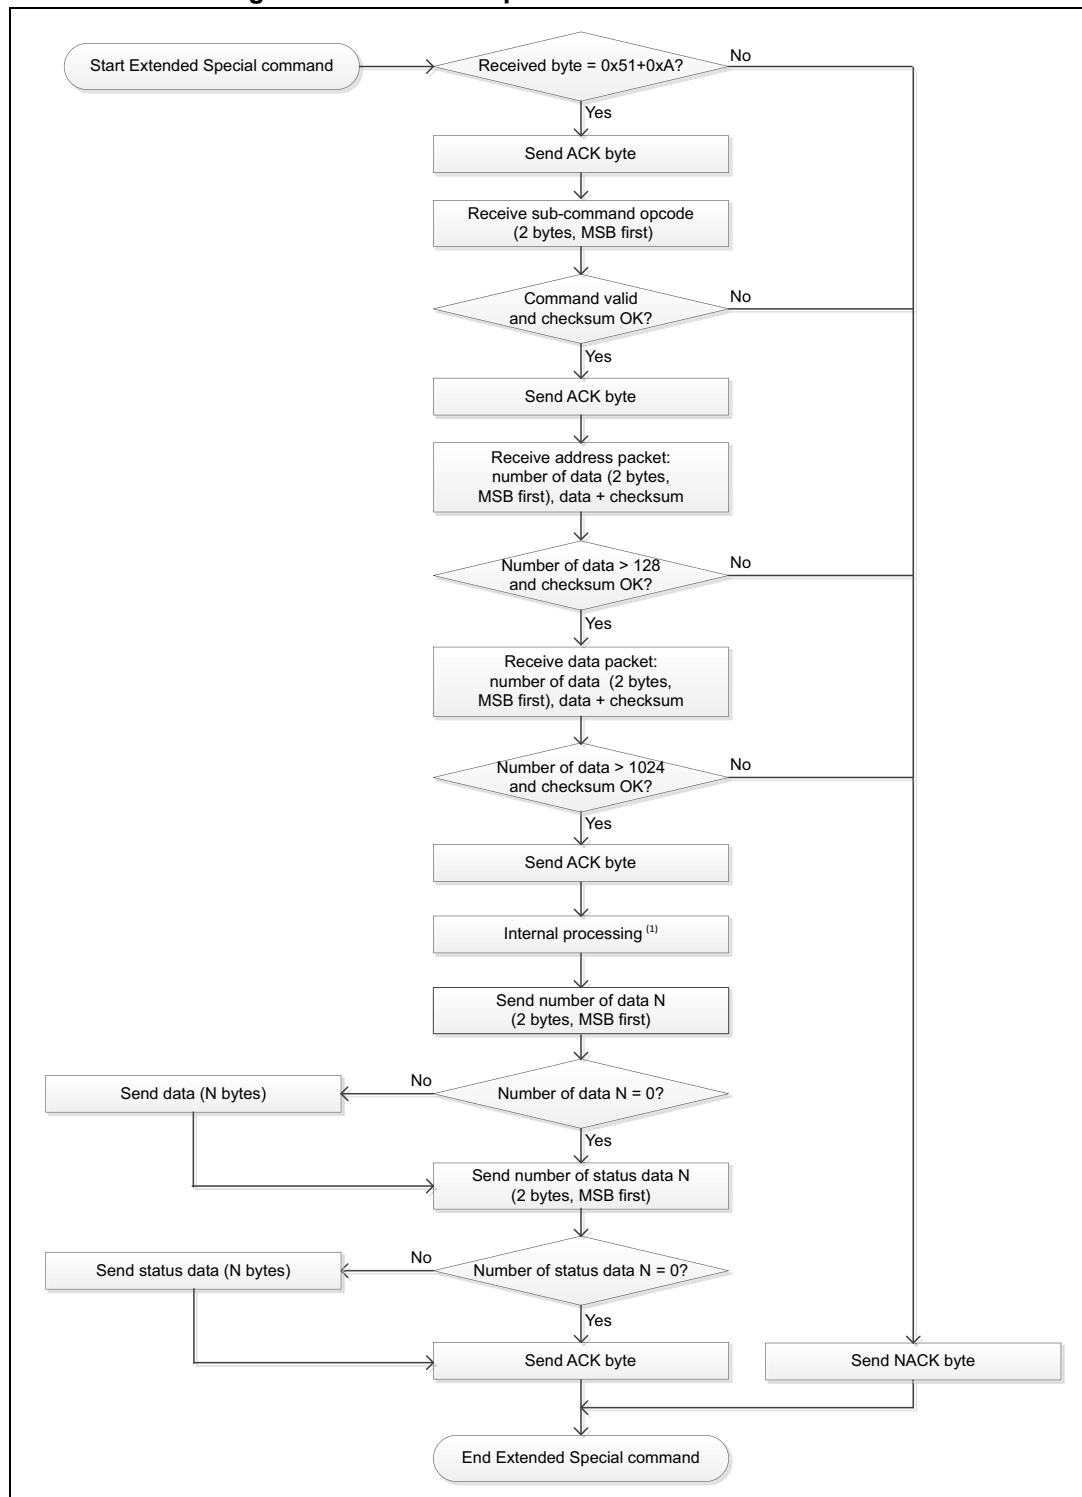 Start Extended Special command
Received byte = 0x51+0xA?
No
Yes
Send ACK byte
Receive sub-command opcode
(2 bytes, MSB first)
Command valid
and checksum OK?
No
Yes
Send ACK byte
Receive address packet:
number of data (2 bytes,
MSB first), data + checksum
Number of data > 128
and checksum OK?
No
Yes
Receive data packet:
number of data (2 bytes,
MSB first), data + checksum
Number of data > 1024
and checksum OK?
No
Yes
Send ACK byte
Internal processing (1)
Send number of data N
(2 bytes, MSB first)
Send data (N bytes)
No
Number of data N = 0?
Yes
Send number of status data N
(2 bytes, MSB first)
Send status data (N bytes)
No
Number of status data N = 0?
Yes
Send ACK byte
Send NACK byte
End Extended Special command